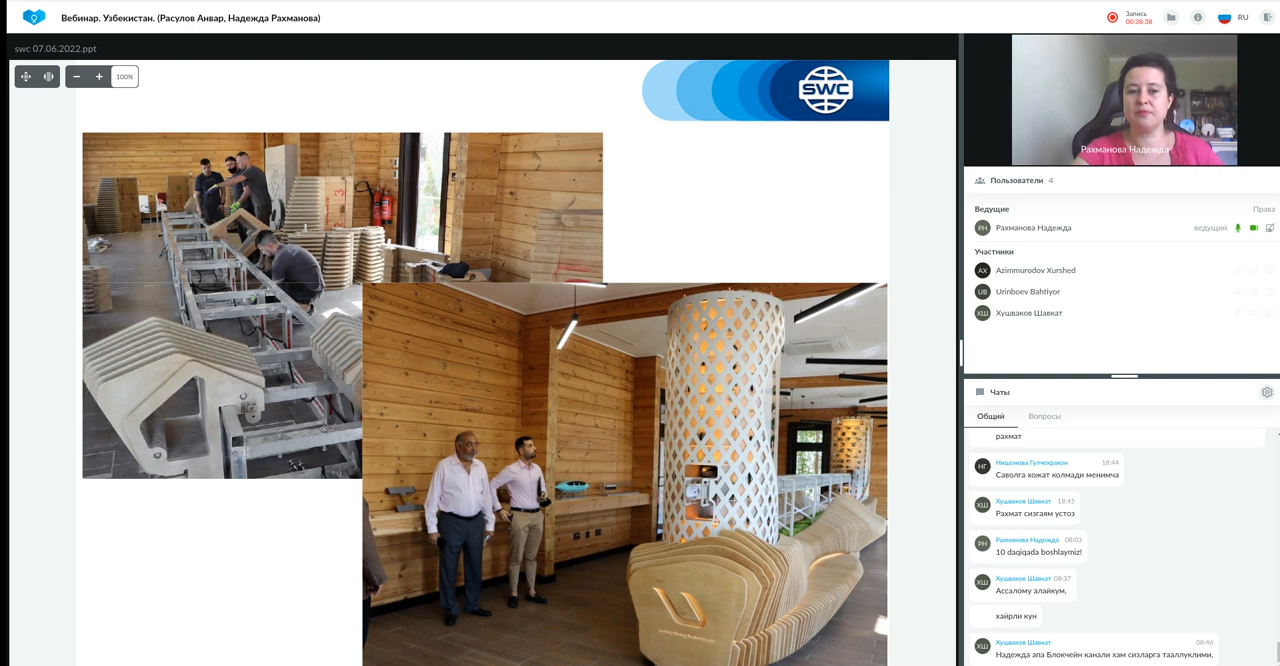 Вебинар. Узбекистан. (Расулов Анвар, Надежда Рахманова)
Запись
00:38:38
RU
swc 07.06.2022.ppt
100%
SWC
Рахманова Надежда
Пользователи 4
Ведущие
Права
РН
Рахманова Надежда
ведущий
Участники
AX
Azimmurodov Xurshed
UB
Urinboev Bahtiyor
ХШ
Хушваков Шавкат
Чаты
Общий
Вопросы
рахмат
НГ
Нишонова Гулчехрахон 18:44
Саволга хожат колмади менимча
ХШ
Хушваков Шавкат 18:45
Рахмат сизгаям устоз
РН
Рахманова Надежда 08:03
10 daqiqada boshlaymiz!
ХШ
Хушваков Шавкат 08:37
Ассалому алайкум,
хайрли кун
ХШ
Хушваков Шавкат 08:46
Надежда апа Блокчейн канали хам сизларга тааллуклими,